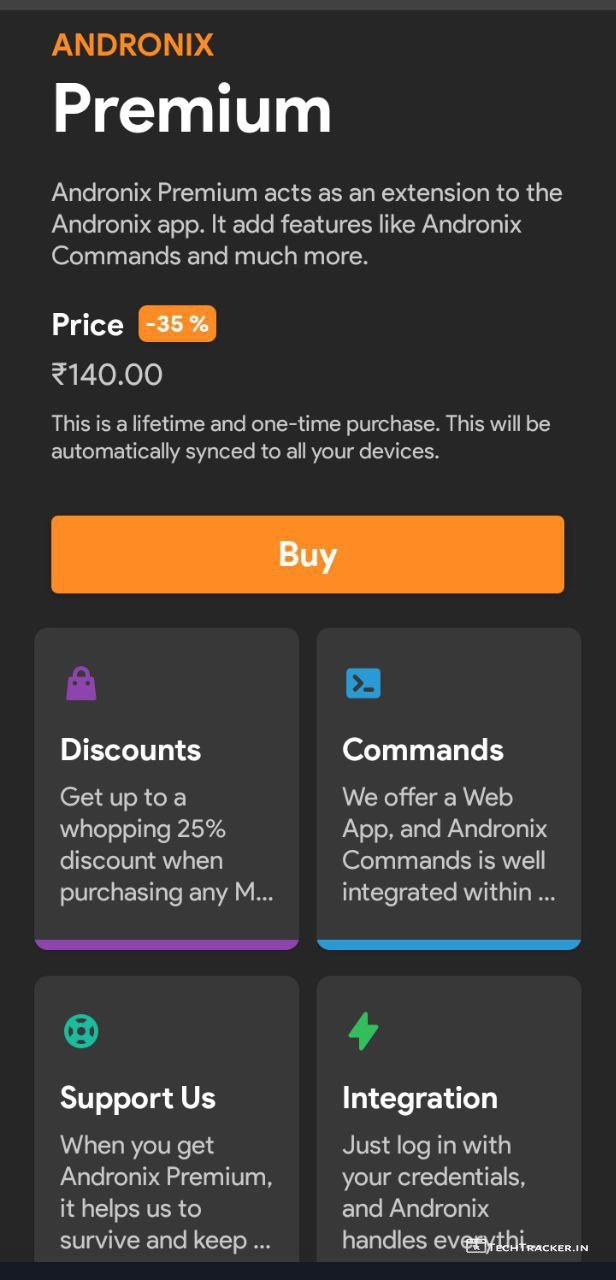 ANDRONIX
Premium
Andronix Premium acts as an extension to the
Andronix app. It add features like Andronix
Commands and much more.
Price -35 %
₹140.00
This is a lifetime and one-time purchase. This will be
automatically synced to all your devices.
Buy
Discounts
Get up to a
whopping 25%
discount when
purchasing any M...
Commands
We offer a Web
App, and Andronix
Commands is well
integrated within ...
Support Us
When you get
Andronix Premium,
it helps us to
survive and keep ...
Integration
Just log in with
your credentials,
and Andronix
handles everythi...
TECHTRACKER.IN